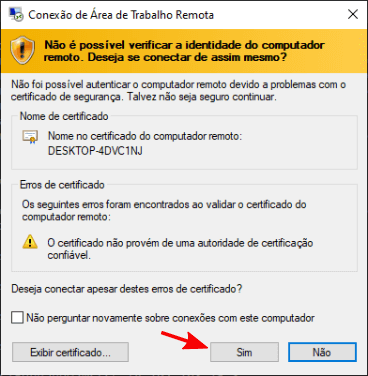 Conexão de Área de Trabalho Remota
Não é possível verificar a identidade do computador
remoto. Deseja se conectar de assim mesmo?
Não foi possível autenticar o computador remoto devido a problemas com o
certificado de segurança. Talvez não seja seguro continuar.
Nome de certificado
Nome no certificado do computador remoto:
DESKTOP-4DVC1NJ
Erros de certificado
Os seguintes erros foram encontrados ao validar o certificado do
computador remoto:
O certificado não provém de uma autoridade de certificação
confiável.
Deseja conectar apesar destes erros de certificado?
Não perguntar novamente sobre conexões com este computador
Exibir certificado...
Sim
Não